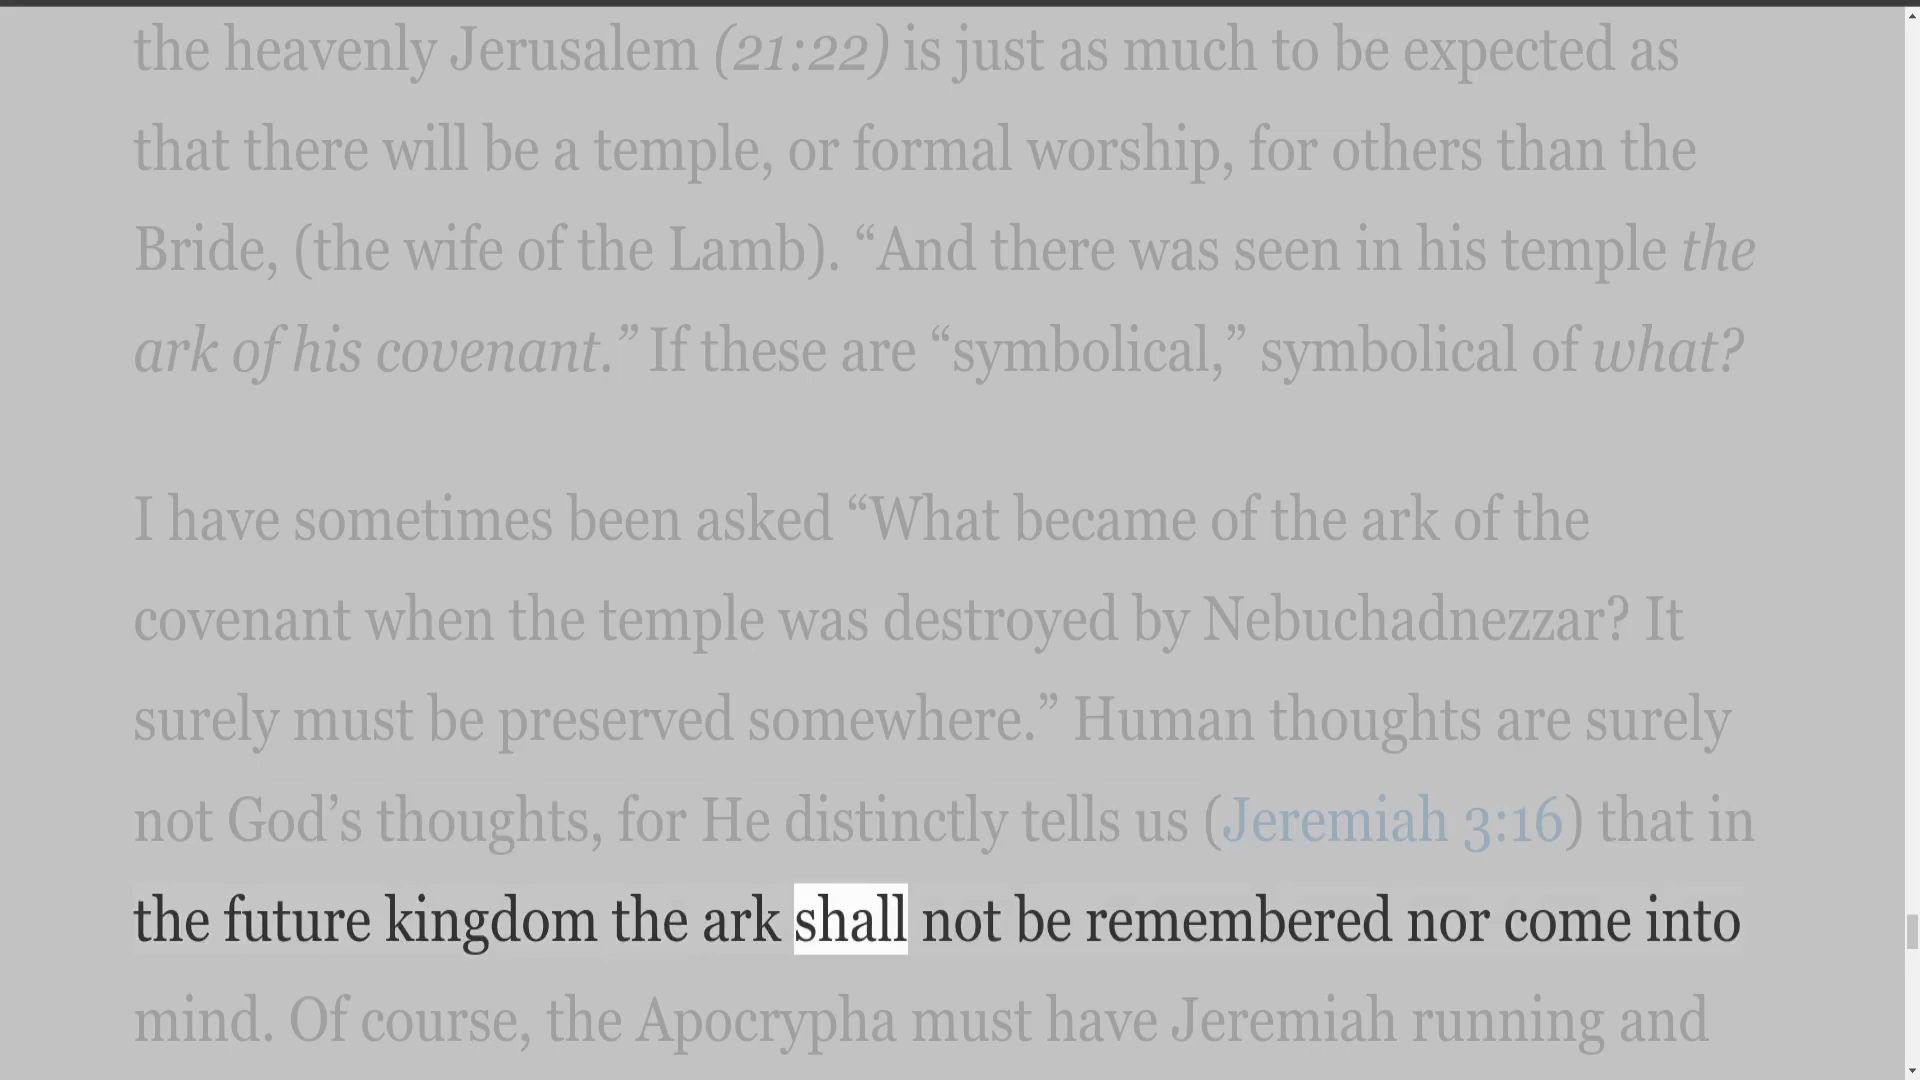 the heavenly Jerusalem (21:22) is just as much to be expected as
that there will be a temple, or formal worship, for others than the
Bride, (the wife of the Lamb). “And there was seen in his temple the
ark of his covenant.” If these are “symbolical,” symbolical of what?
I have sometimes been asked “What became of the ark of the
covenant when the temple was destroyed by Nebuchadnezzar? It
surely must be preserved somewhere.” Human thoughts are surely
not God’s thoughts, for He distinctly tells us (Jeremiah 3:16) that in
the future kingdom the ark shall not be remembered nor come into
mind. Of course, the Apocrypha must have Jeremiah running and